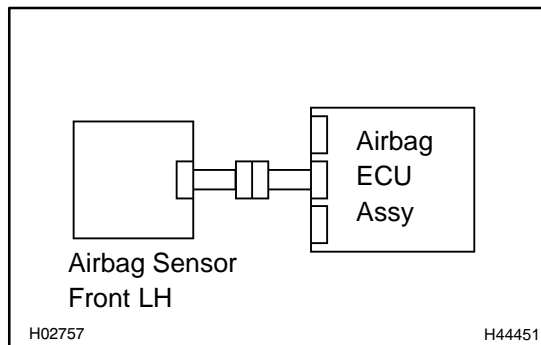 Airbag
ECU
Assy
Airbag Sensor
Front LH
H02757
H44451